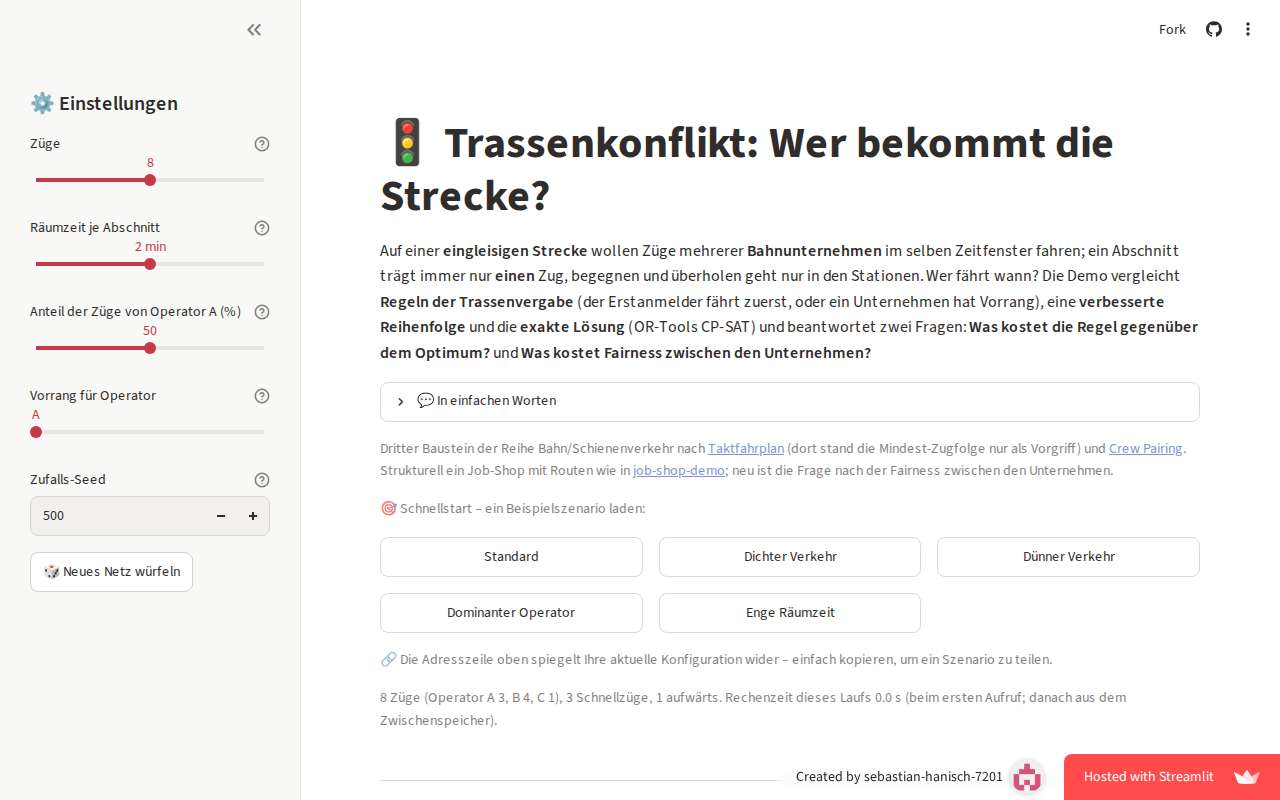 Fork
⚙️ Einstellungen
Züge
8
Räumzeit je Abschnitt
2 min
Anteil der Züge von Operator A (%)
50
Vorrang für Operator
A
Zufalls-Seed
500
🎲 Neues Netz würfeln
🚦 Trassenkonflikt: Wer bekommt die
Strecke?
Auf einer eingleisigen Strecke wollen Züge mehrerer Bahnunternehmen im selben Zeitfenster fahren; ein Abschnitt
trägt immer nur einen Zug, begegnen und überholen geht nur in den Stationen. Wer fährt wann? Die Demo vergleicht
Regeln der Trassenvergabe (der Erstanmelder fährt zuerst, oder ein Unternehmen hat Vorrang), eine verbesserte
Reihenfolge und die exakte Lösung (OR-Tools CP-SAT) und beantwortet zwei Fragen: Was kostet die Regel gegenüber
dem Optimum? und Was kostet Fairness zwischen den Unternehmen?
💬 In einfachen Worten
Dritter Baustein der Reihe Bahn/Schienenverkehr nach Taktfahrplan (dort stand die Mindest-Zugfolge nur als Vorgriff) und Crew Pairing.
Strukturell ein Job-Shop mit Routen wie in job-shop-demo; neu ist die Frage nach der Fairness zwischen den Unternehmen.
🎯 Schnellstart – ein Beispielszenario laden:
Standard
Dichter Verkehr
Dünner Verkehr
Dominanter Operator
Enge Räumzeit
🔗 Die Adresszeile oben spiegelt Ihre aktuelle Konfiguration wider – einfach kopieren, um ein Szenario zu teilen.
8 Züge (Operator A 3, B 4, C 1), 3 Schnellzüge, 1 aufwärts. Rechenzeit dieses Laufs 0.0 s (beim ersten Aufruf; danach aus dem
Zwischenspeicher).
Created by sebastian-hanisch-7201
Hosted with Streamlit